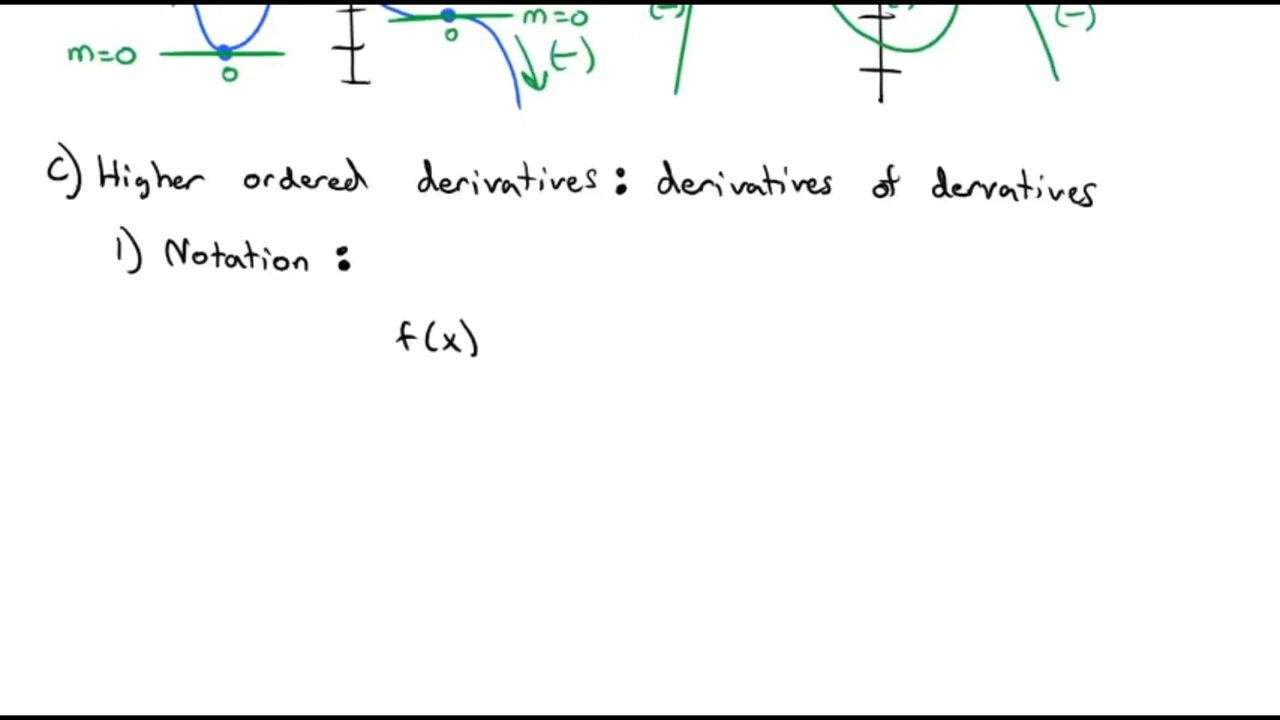 m=0
0
m=0
0
(-)
(-)
(-)
C) Higher ordered derivatives: derivatives of dervatives
1) Notation:
f(x)